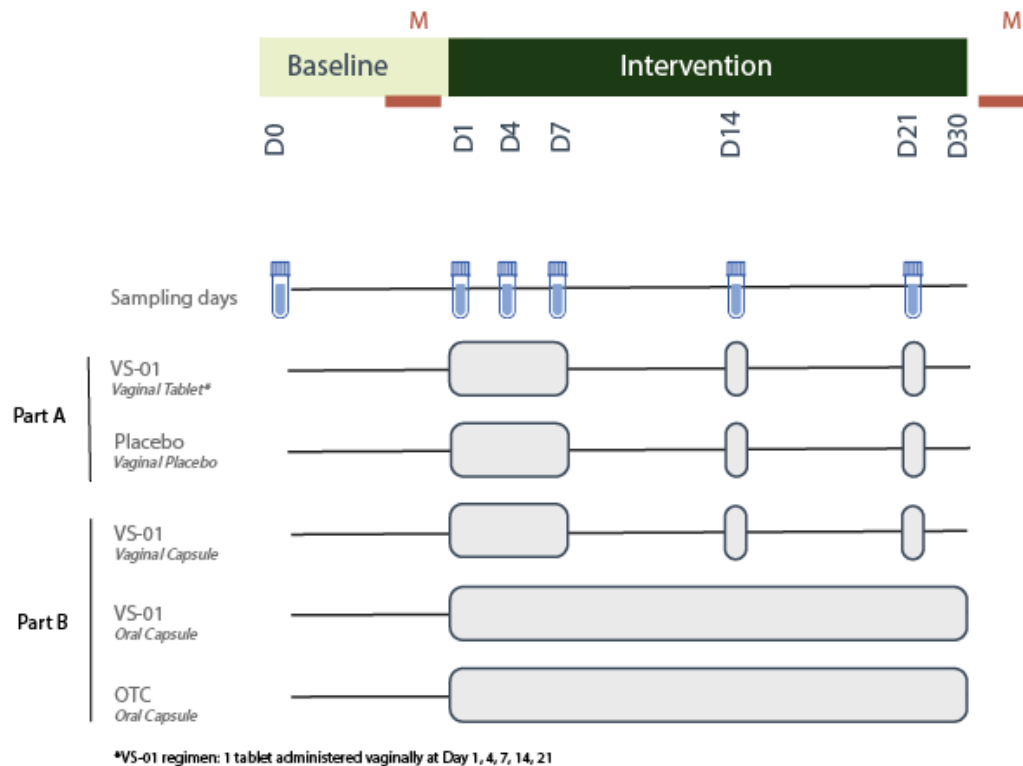 M M
Baseline Intervention
D0 D1 D4 D7 D14 D21 D30
Sampling days
Part A
VS-01
Vaginal Tablet*
Placebo
Vaginal Placebo
Part B
VS-01
Vaginal Capsule
VS-01
Oral Capsule
OTC
Oral Capsule
*VS-01 regimen: 1 tablet administered vaginally at Day 1, 4, 7, 14, 21